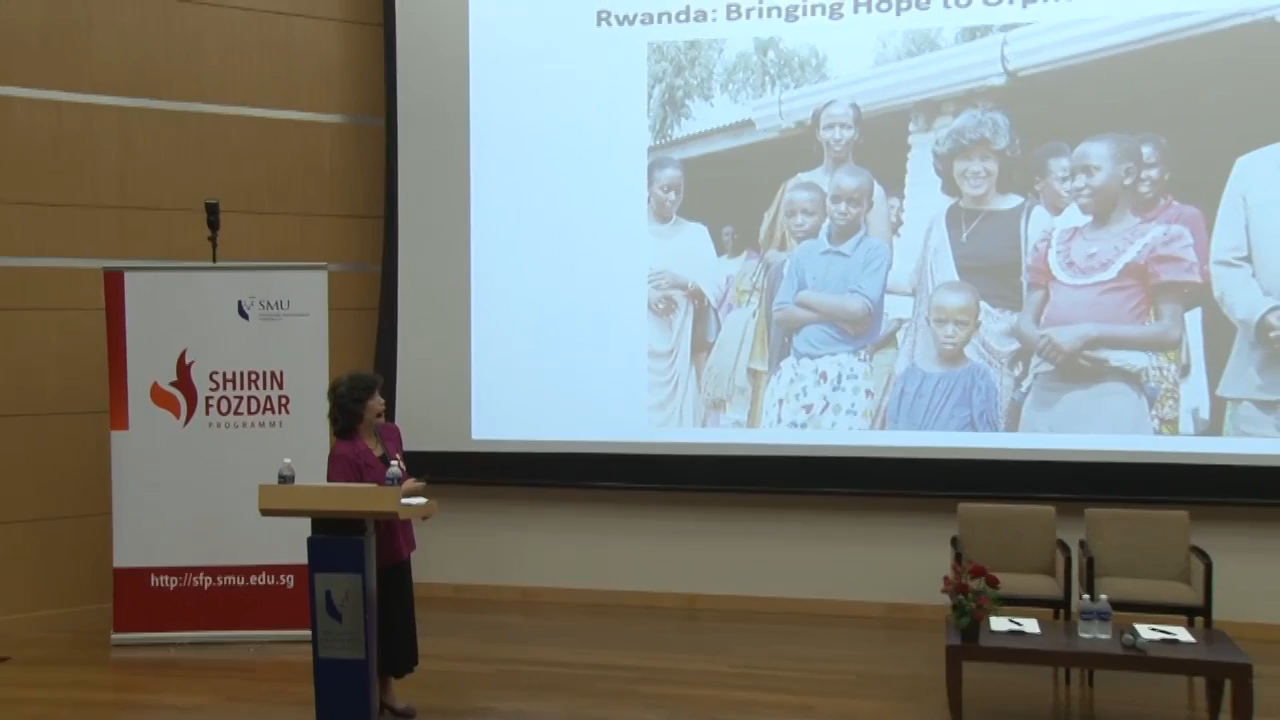 Rwanda: Bringing Hope to
SMU
SHIRIN
FOZDAR
PROGRAMME
http://sfp.smu.edu.sg